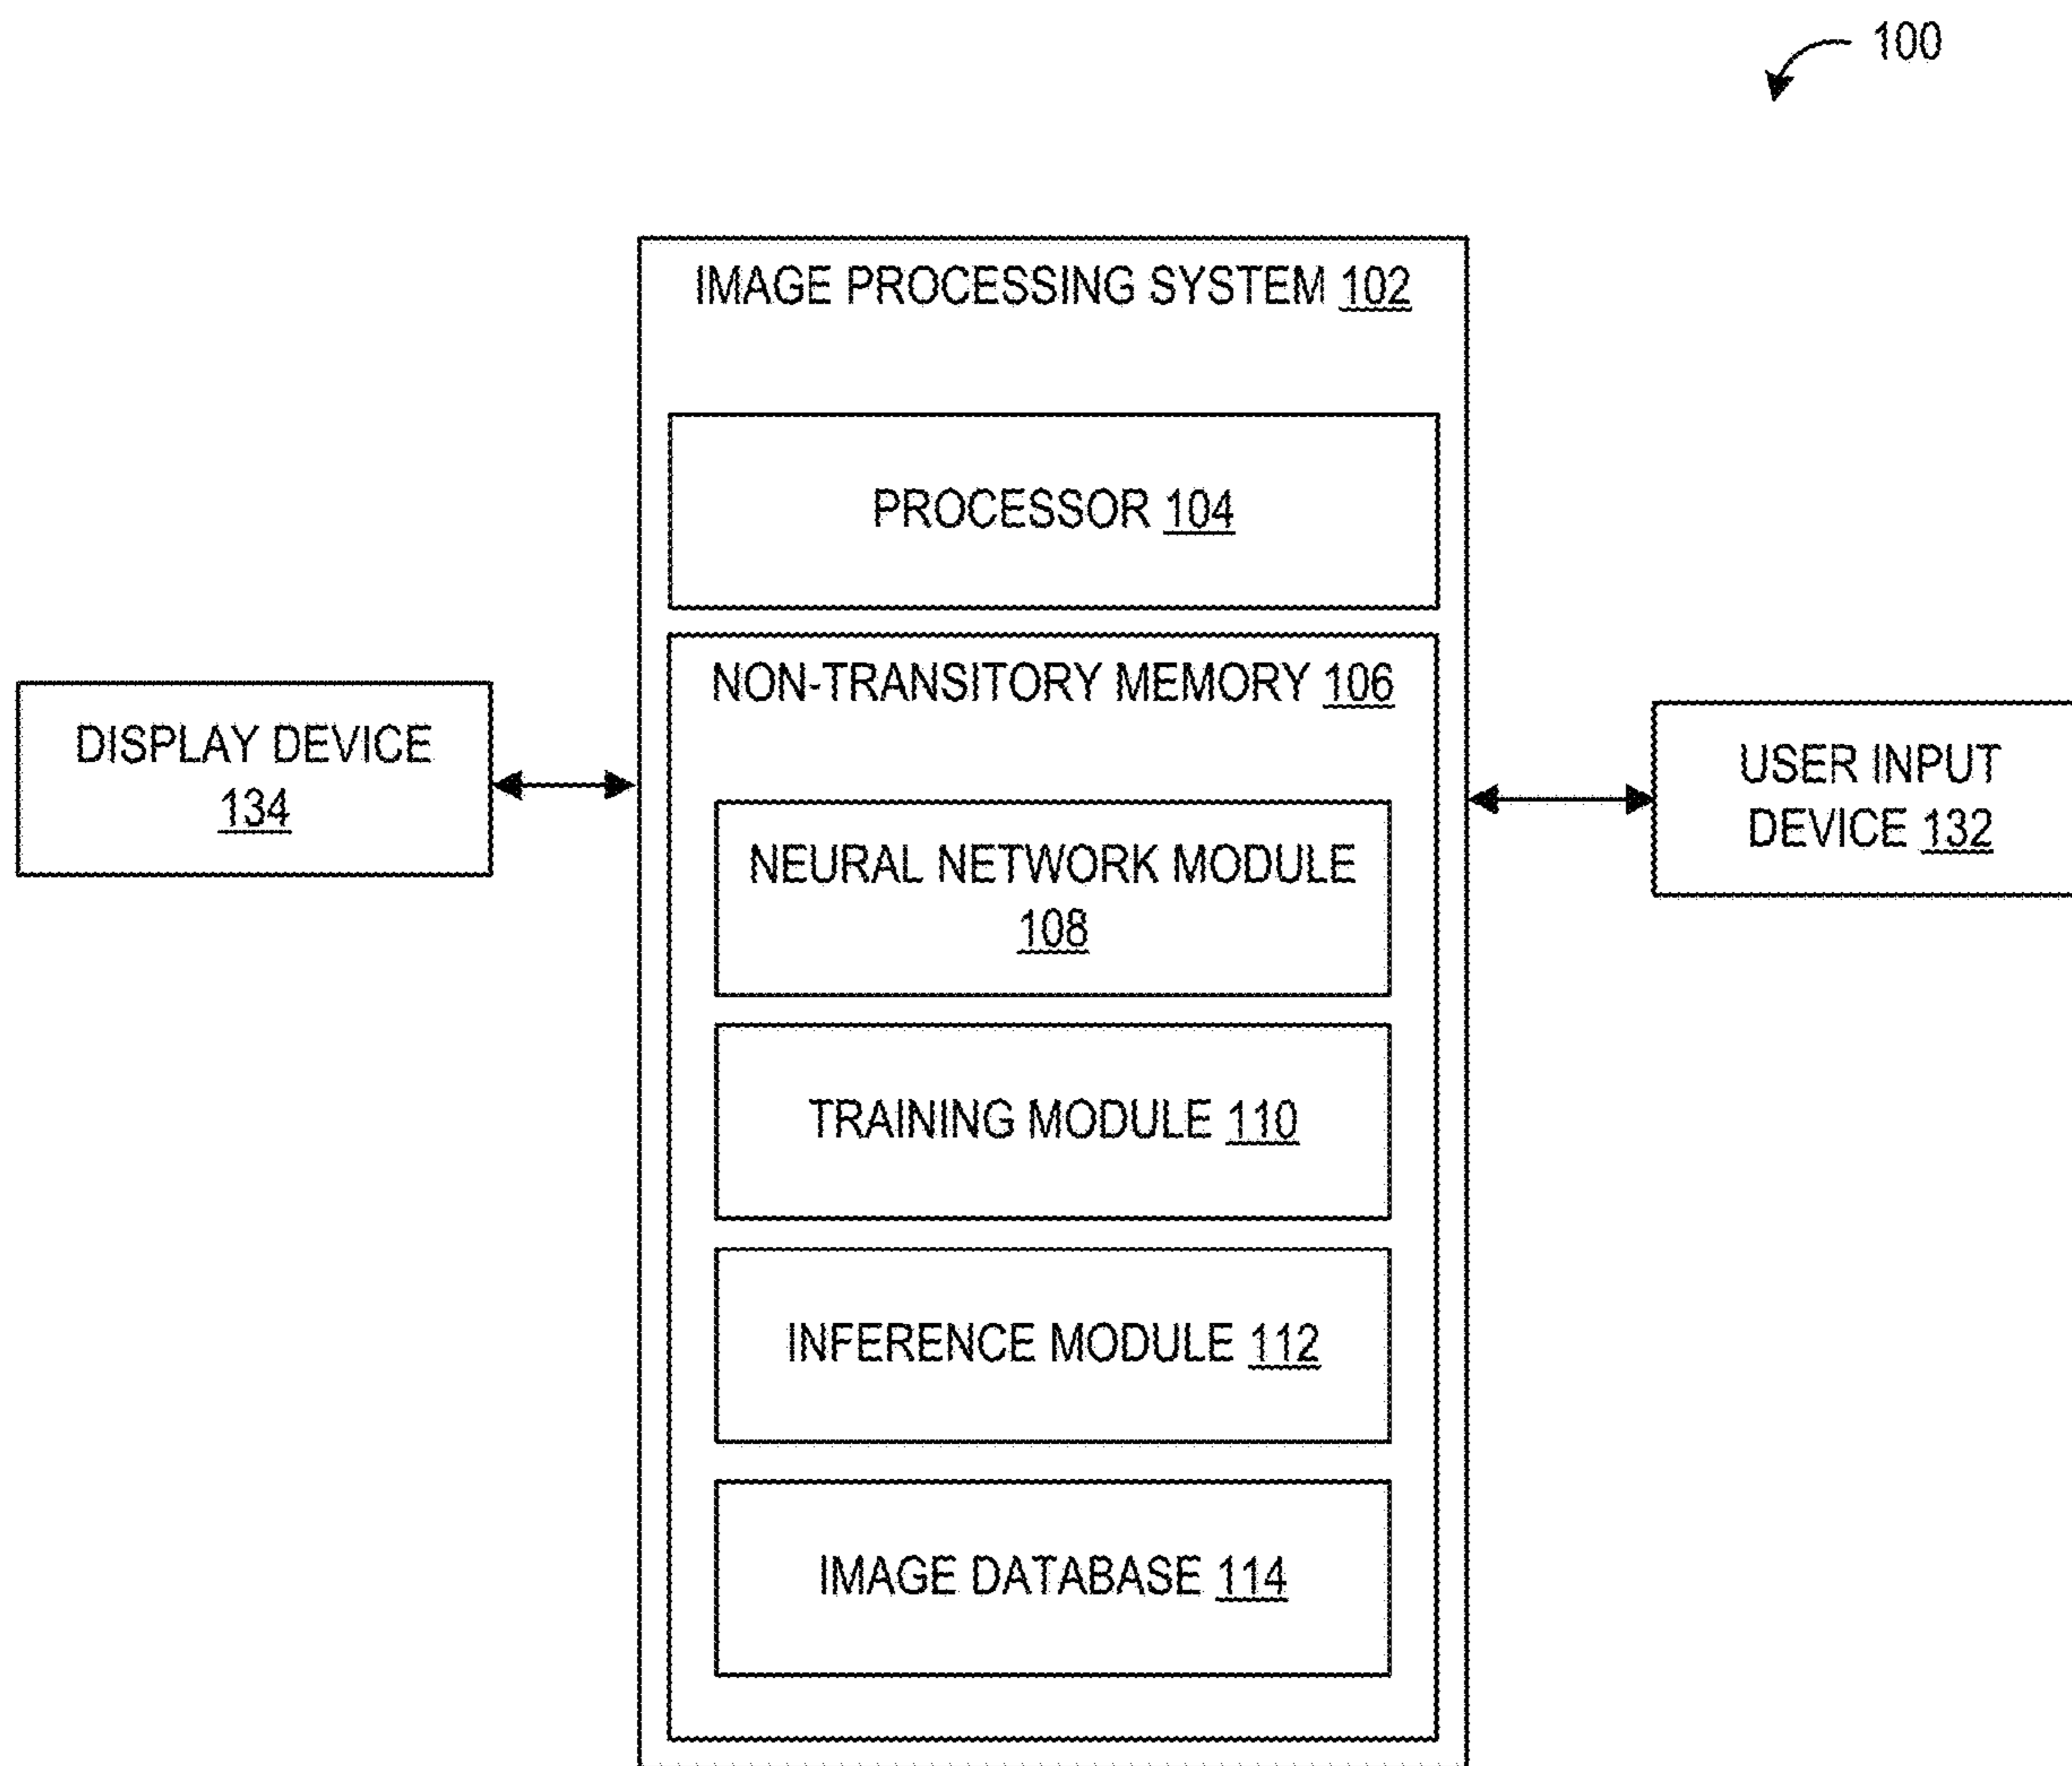 100
IMAGE PROCESSING SYSTEM 102
PROCESSOR 104
NON-TRANSITORY MEMORY 106
DISPLAY DEVICE
134
USER INPUT
DEVICE 132
NEURAL NETWORK MODULE
108
TRAINING MODULE 110
INFERENCE MODULE 112
IMAGE DATABASE 114